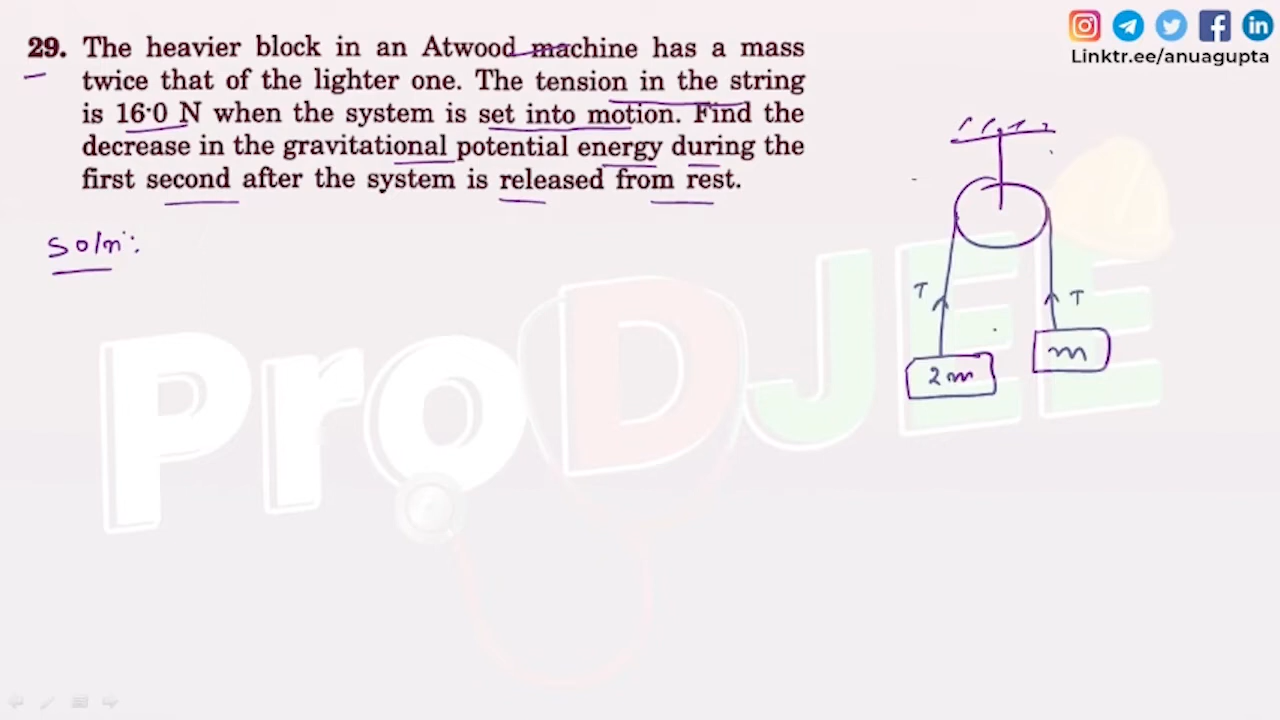 Linktr.ee/anuagupta
29. The heavier block in an Atwood machine has a mass
twice that of the lighter one. The tension in the string
is 16·0 N when the system is set into motion. Find the
decrease in the gravitational potential energy during the
first second after the system is released from rest.
Soln:
T
T
2m
m
ProDJEE